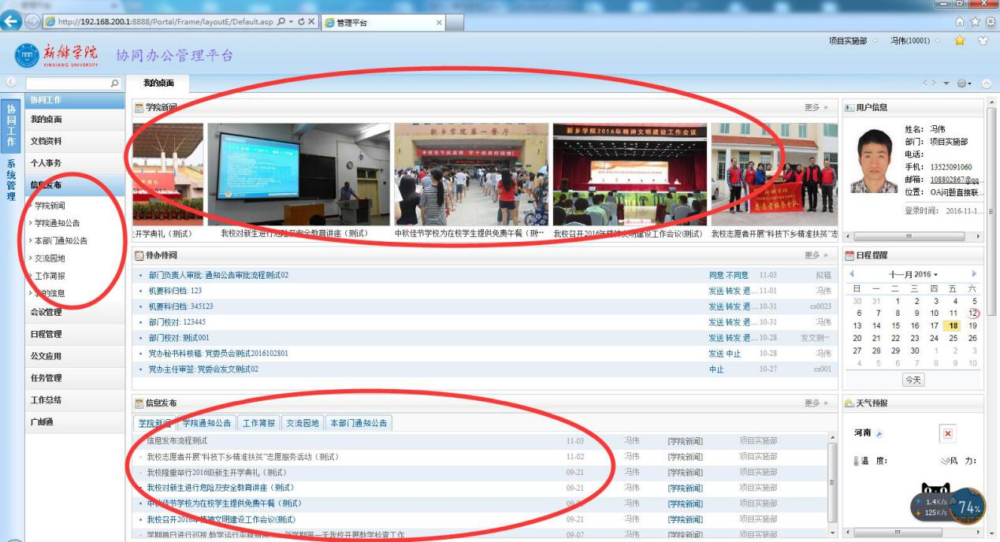 http://192.168.200.1:8888/Portal/Frame/layoutE/Default.asp
管理平台
新鄉学院
XINXIANG UNIVERSITY
协同办公管理平台
项目实施部
冯伟(10001)
我的桌面
协同工作
系统管理
协同工作
我的桌面
文档资料
个人事务
信息发布
学院新闻
学院通知公告
本部门通知公告
交流园地
工作简报
我的信息
会议管理
日程管理
公文应用
任务管理
工作总结
广邮通
学院新闻
更多 »
新乡学院第一餐厅
新乡学院2016年精神文明建设工作会议
上开学典礼（测试）
我校对新生进行危险及安全教育讲座（测试）
中秋佳节学校为在校学生提供免费午餐（测…
我校召开2016年精神文明建设工作会议(测试)
我校志愿者开展“科技下乡精准扶贫”志
待办待阅
更多 »
部门负责人审批: 通知公告审批流程测试02 同意 不同意 11-03 拟稿
机要科归档: 123 发送 转发 退... 11-01 冯伟
机要科归档: 345123 发送 转发 退... 10-31 cs0023
部门校对: 123445 发送 转发 退... 10-31 冯伟
部门校对: 测试001 发送 转发 退... 10-28 发文测…
党办秘书科核稿: 党委员会测试2016102801 发送 中止 10-28 冯伟
党办主任审签: 党委会发文测试02 中止 10-27 cs001
信息发布
更多 »
学院新闻 学院通知公告 工作简报 交流园地 本部门通知公告
信息发布流程测试 11-03 冯伟 [学院新闻] 项目实施部
我校志愿者开展“科技下乡精准扶贫”志愿服务活动（测试） 11-02 冯伟 [学院新闻] 项目实施部
我校隆重举行2016级新生开学典礼（测试） 09-21 冯伟 [学院新闻] 项目实施部
我校对新生进行危险及安全教育讲座（测试） 09-21 冯伟 [学院新闻] 项目实施部
中秋佳节学校为在校学生提供免费午餐（测试） 冯伟 [学院新闻] 项目实施部
我校召开2016年精神文明建设工作会议(测试) 09-21 冯伟 [学院新闻] 项目实施部
09-07 冯伟 [学院新闻] 项目实施部
用户信息
姓名: 冯伟
部门: 项目实施部
电话:
手机: 13525091060
邮箱: 108802867@qq..
位置: OA问题直接联..
登录时间: 2016-11-1...
日程提醒
十一月 2016
日 一 二 三 四 五 六
30 31 1 2 3 4 5
6 7 8 9 10 11 12
13 14 15 16 17 18 19
20 21 22 23 24 25 26
27 28 29 30 1 2 3
4 5 6 7 8 9 10
今天
天气预报
河南
温 度:
风 力:
1.4K/s
125K/s
74%